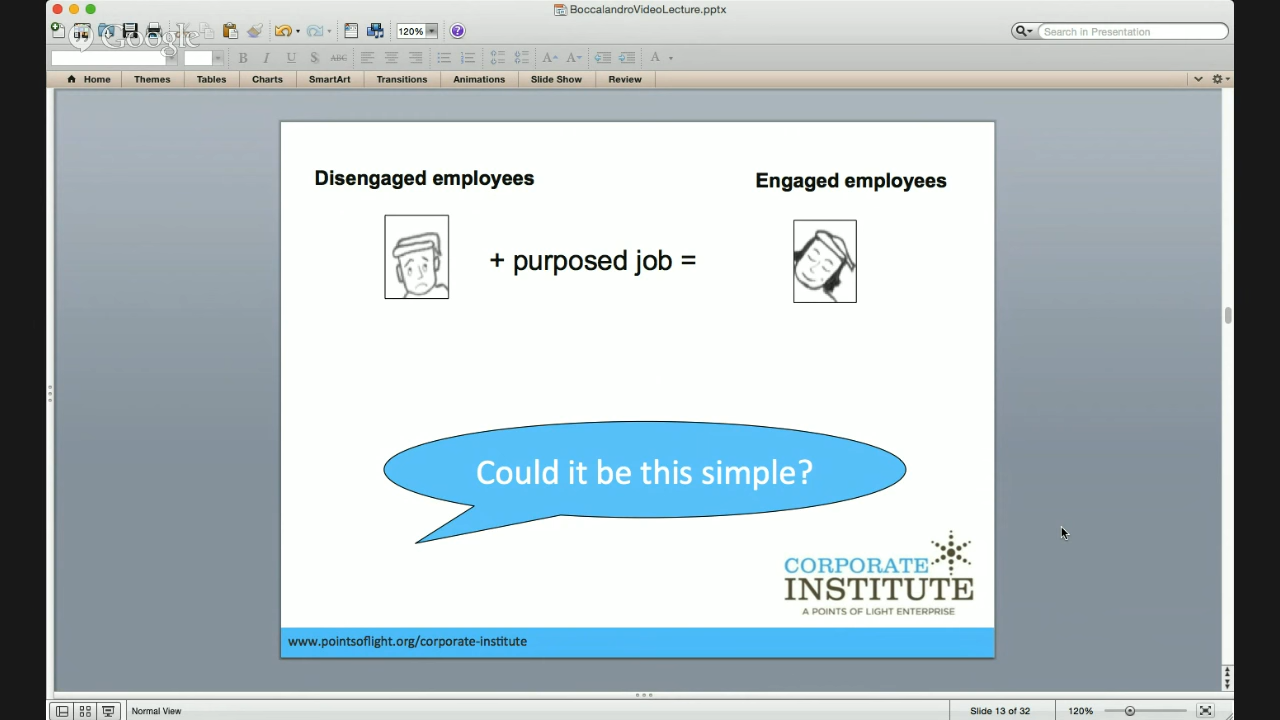 BoccalandroVideoLecture.pptx
Google
120%
?
Search in Presentation
B I U S ABC A A A
Home Themes Tables Charts SmartArt Transitions Animations Slide Show Review
Disengaged employees Engaged employees
+ purposed job =
Could it be this simple?
CORPORATE
INSTITUTE
A POINTS OF LIGHT ENTERPRISE
www.pointsoflight.org/corporate-institute
Normal View Slide 13 of 32 120%